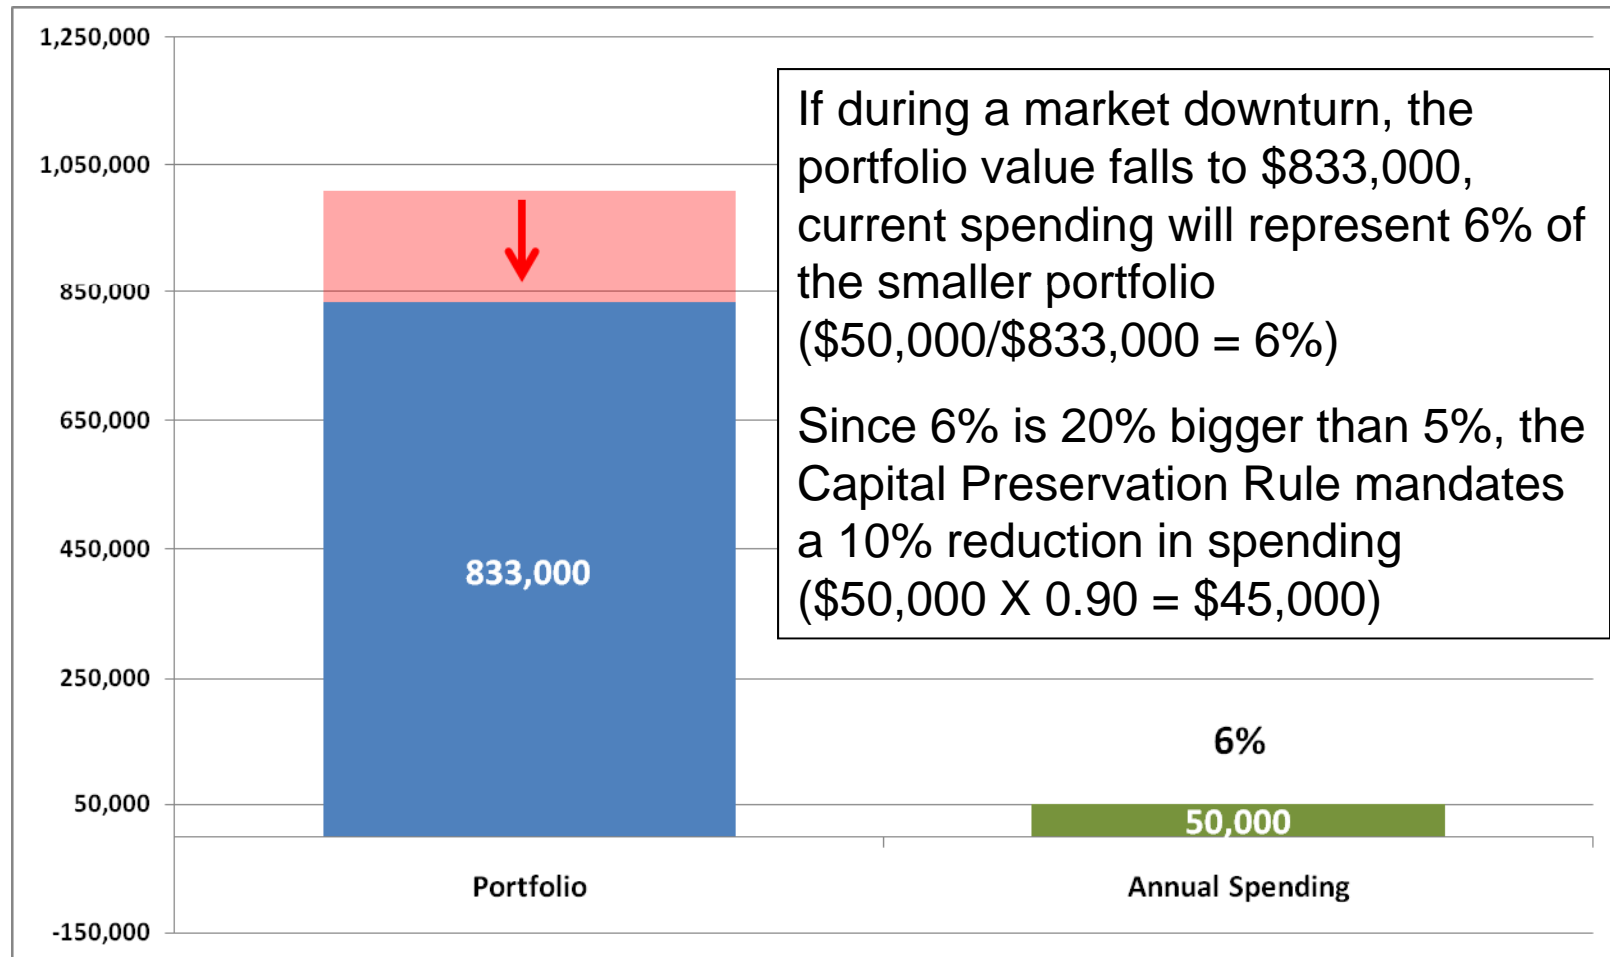 1,250,000
1,050,000
850,000
650,000
450,000
250,000
50,000
-150,000
833,000
If during a market downturn, the
portfolio value falls to $833,000,
current spending will represent 6% of
the smaller portfolio
($50,000/$833,000 = 6%)
Since 6% is 20% bigger than 5%, the
Capital Preservation Rule mandates
a 10% reduction in spending
($50,000 X 0.90 = $45,000)
6%
50,000
Portfolio
Annual Spending